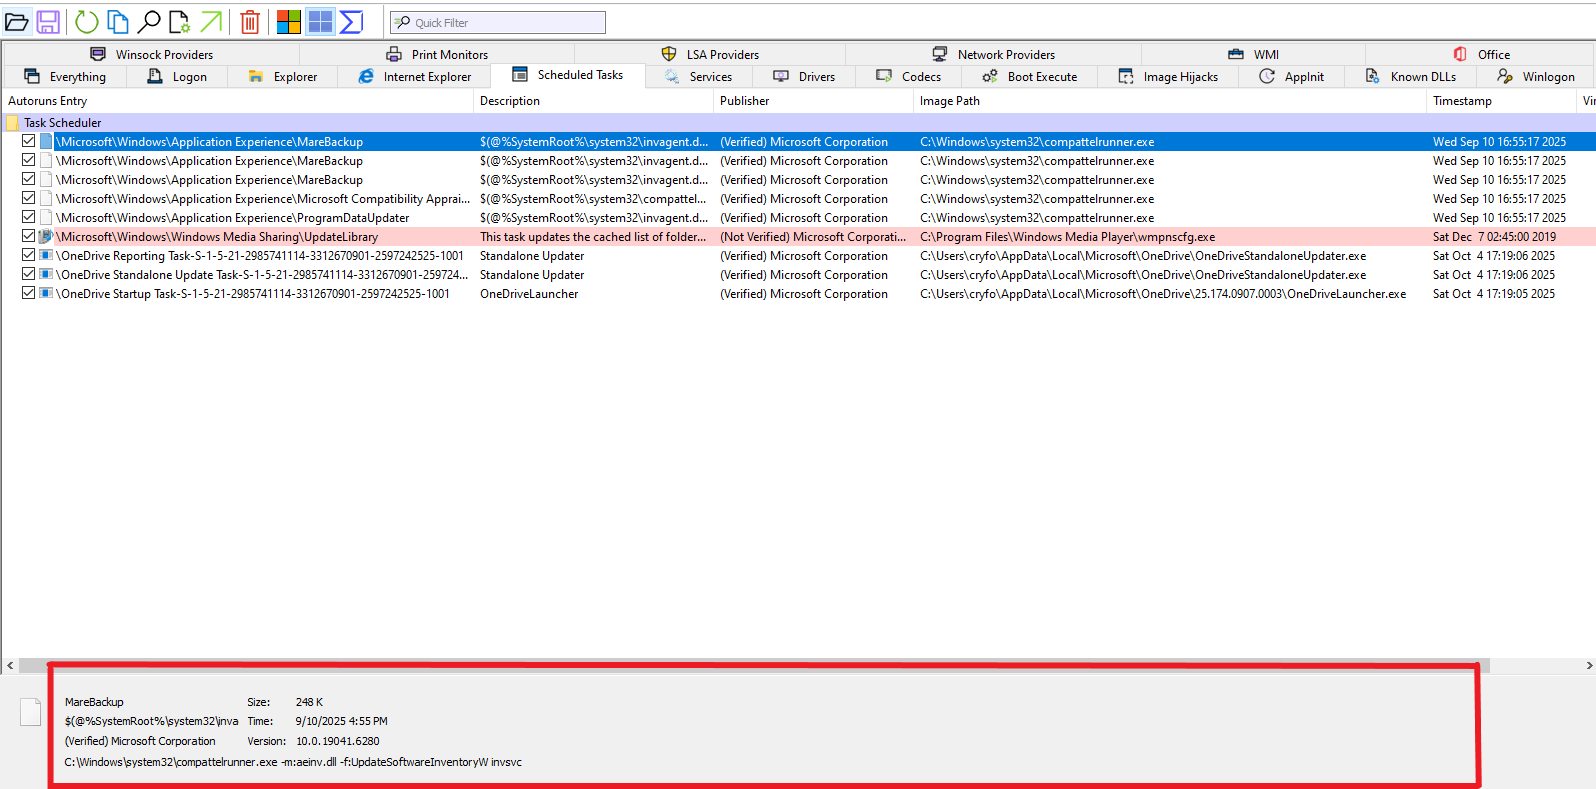 Quick Filter
Winsock Providers Print Monitors LSA Providers Network Providers WMI Office
Everything Logon Explorer Internet Explorer Scheduled Tasks Services Drivers Codecs Boot Execute Image Hijacks AppInit Known DLLs Winlogon
Autoruns Entry Description Publisher Image Path Timestamp Vir
Task Scheduler
\Microsoft\Windows\Application Experience\MareBackup $(@%SystemRoot%\system32\invagent.d... (Verified) Microsoft Corporation C:\Windows\system32\compattelrunner.exe Wed Sep 10 16:55:17 2025
\Microsoft\Windows\Application Experience\MareBackup $(@%SystemRoot%\system32\invagent.d... (Verified) Microsoft Corporation C:\Windows\system32\compattelrunner.exe Wed Sep 10 16:55:17 2025
\Microsoft\Windows\Application Experience\MareBackup $(@%SystemRoot%\system32\invagent.d... (Verified) Microsoft Corporation C:\Windows\system32\compattelrunner.exe Wed Sep 10 16:55:17 2025
\Microsoft\Windows\Application Experience\Microsoft Compatibility Apprai... $(@%SystemRoot%\system32\compattel... (Verified) Microsoft Corporation C:\Windows\system32\compattelrunner.exe Wed Sep 10 16:55:17 2025
\Microsoft\Windows\Application Experience\ProgramDataUpdater $(@%SystemRoot%\system32\invagent.d... (Verified) Microsoft Corporation C:\Windows\system32\compattelrunner.exe Wed Sep 10 16:55:17 2025
\Microsoft\Windows\Windows Media Sharing\UpdateLibrary This task updates the cached list of folder... (Not Verified) Microsoft Corporati... C:\Program Files\Windows Media Player\wmpnscfg.exe Sat Dec 7 02:45:00 2019
\OneDrive Reporting Task-S-1-5-21-2985741114-3312670901-2597242525-1001 Standalone Updater (Verified) Microsoft Corporation C:\Users\cryfo\AppData\Local\Microsoft\OneDrive\OneDriveStandaloneUpdater.exe Sat Oct 4 17:19:06 2025
\OneDrive Standalone Update Task-S-1-5-21-2985741114-3312670901-259724... Standalone Updater (Verified) Microsoft Corporation C:\Users\cryfo\AppData\Local\Microsoft\OneDrive\OneDriveStandaloneUpdater.exe Sat Oct 4 17:19:06 2025
\OneDrive Startup Task-S-1-5-21-2985741114-3312670901-2597242525-1001 OneDriveLauncher (Verified) Microsoft Corporation C:\Users\cryfo\AppData\Local\Microsoft\OneDrive\25.174.0907.0003\OneDriveLauncher.exe Sat Oct 4 17:19:05 2025
MareBackup Size: 248 K
$(@%SystemRoot%\system32\inva Time: 9/10/2025 4:55 PM
(Verified) Microsoft Corporation Version: 10.0.19041.6280
C:\Windows\system32\compattelrunner.exe -m:aeinv.dll -f:UpdateSoftwareInventoryW invsvc